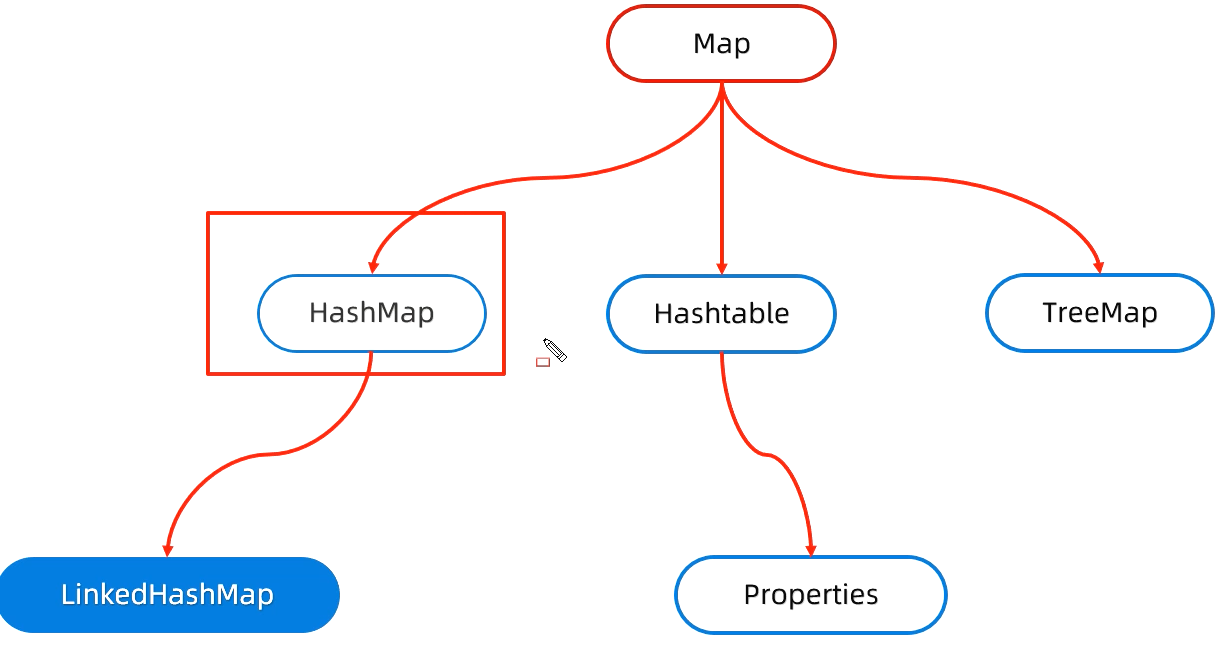 Map
HashMap
Hashtable
TreeMap
LinkedHashMap
Properties